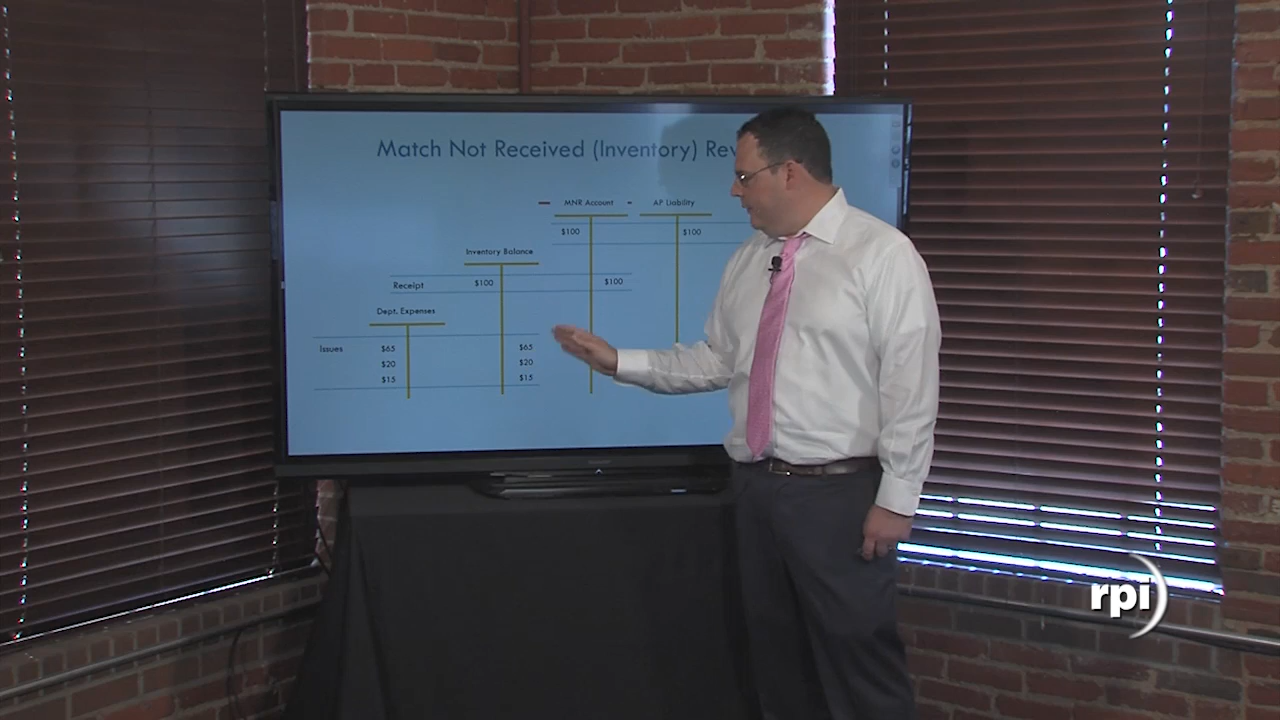 Match Not Received (Inventory) Rev
MNR Account - AP Liability
$100 $100
Inventory Balance
Receipt $100 $100
Dept. Expenses
Issues $65 $65
$20 $20
$15 $15
rpi